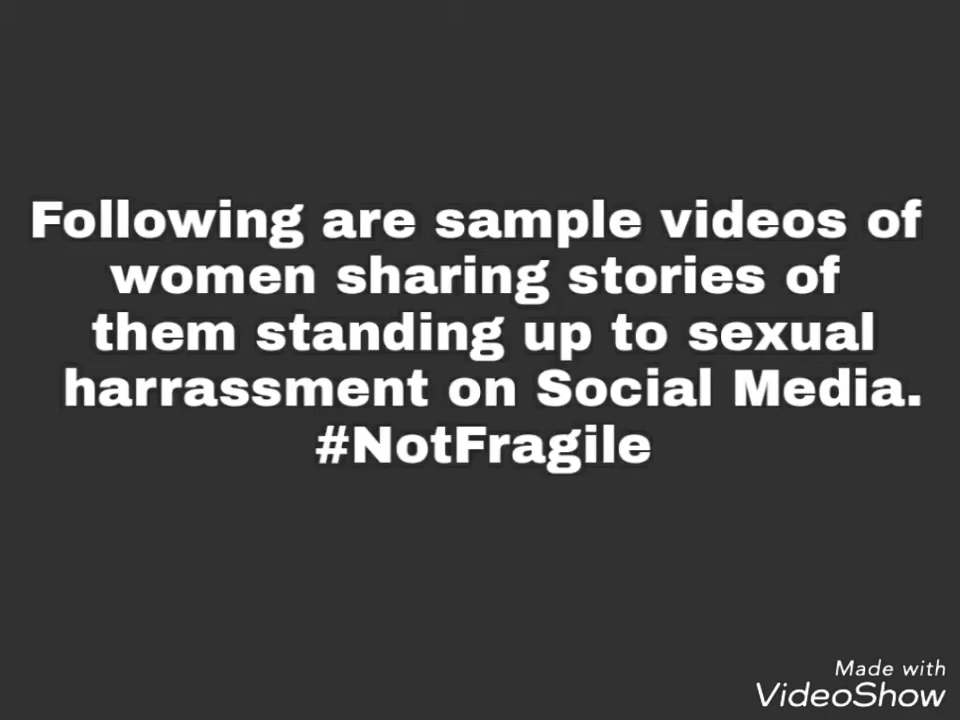 Following are sample videos of
women sharing stories of
them standing up to sexual
harrassment on Social Media.
#NotFragile
Made with
VideoShow